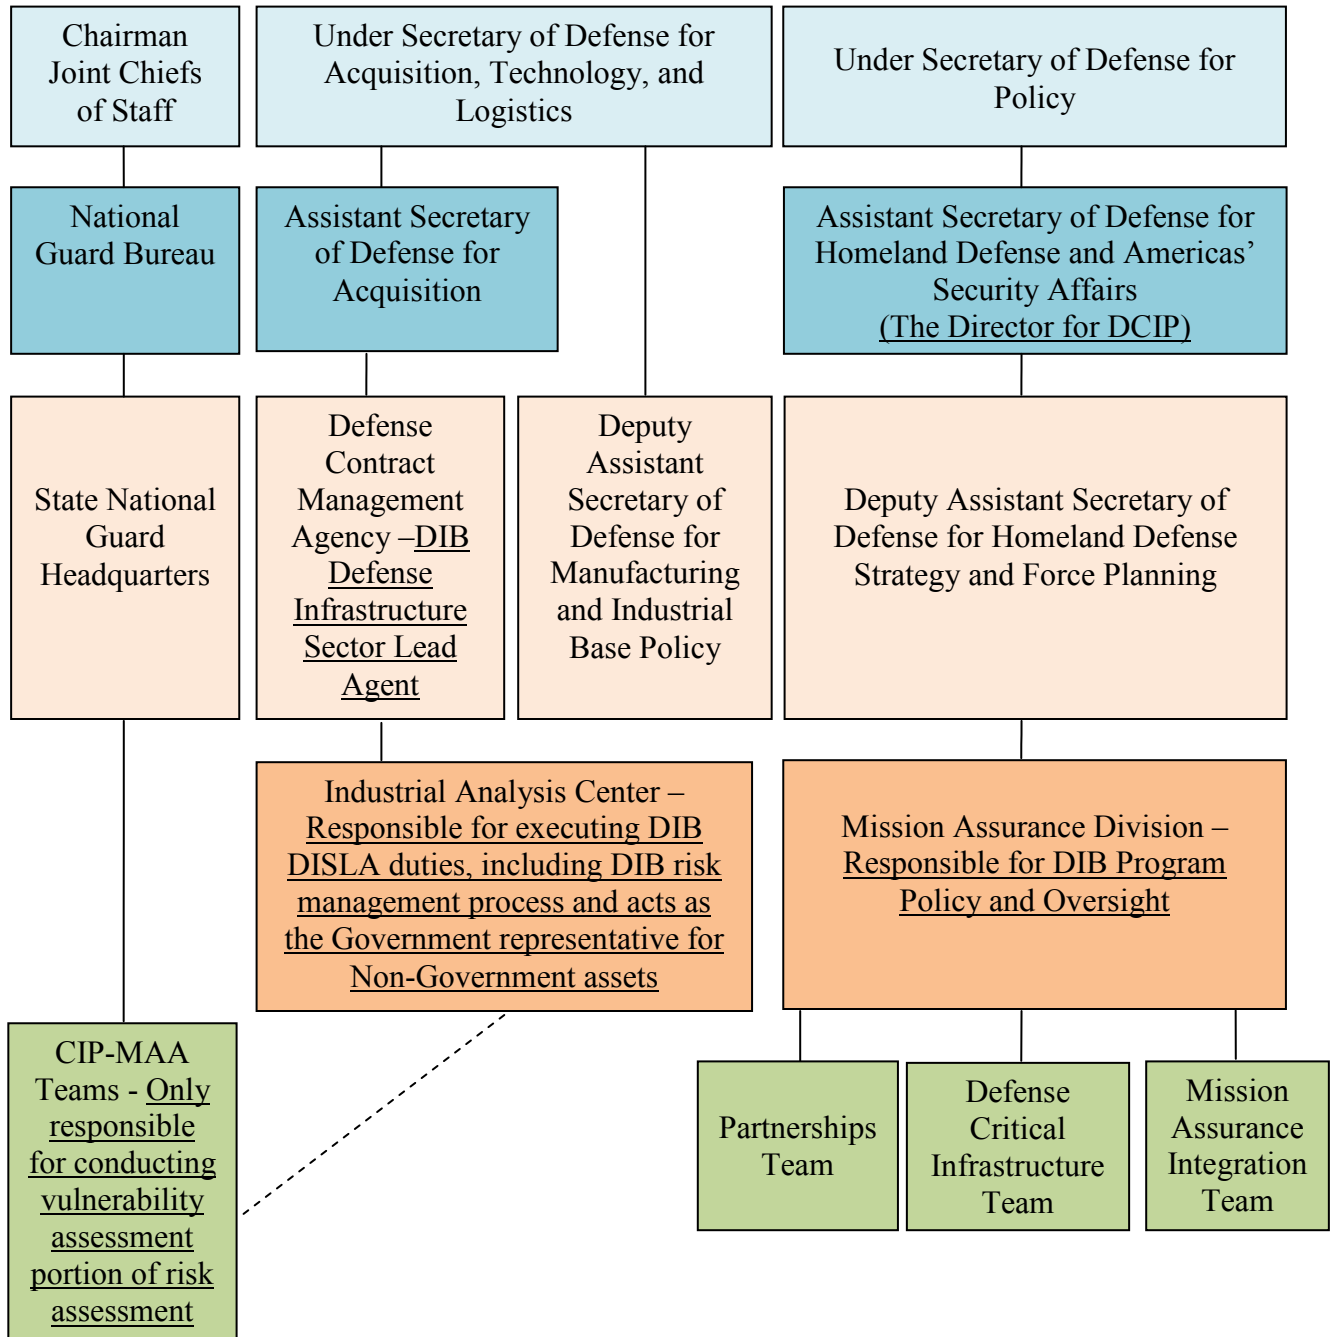 Chairman
Joint Chiefs
of Staff
Under Secretary of Defense for
Acquisition, Technology, and
Logistics
Under Secretary of Defense for
Policy
National
Guard Bureau
Assistant Secretary
of Defense for
Acquisition
Assistant Secretary of Defense for
Homeland Defense and Americas’
Security Affairs
(The Director for DCIP)
State National
Guard
Headquarters
Defense
Contract
Management
Agency –DIB
Defense
Infrastructure
Sector Lead
Agent
Deputy
Assistant
Secretary of
Defense for
Manufacturing
and Industrial
Base Policy
Deputy Assistant Secretary of
Defense for Homeland Defense
Strategy and Force Planning
Industrial Analysis Center –
Responsible for executing DIB
DISLA duties, including DIB risk
management process and acts as
the Government representative for
Non-Government assets
Mission Assurance Division –
Responsible for DIB Program
Policy and Oversight
CIP-MAA
Teams - Only
responsible
for conducting
vulnerability
assessment
portion of risk
assessment
Partnerships
Team
Defense
Critical
Infrastructure
Team
Mission
Assurance
Integration
Team